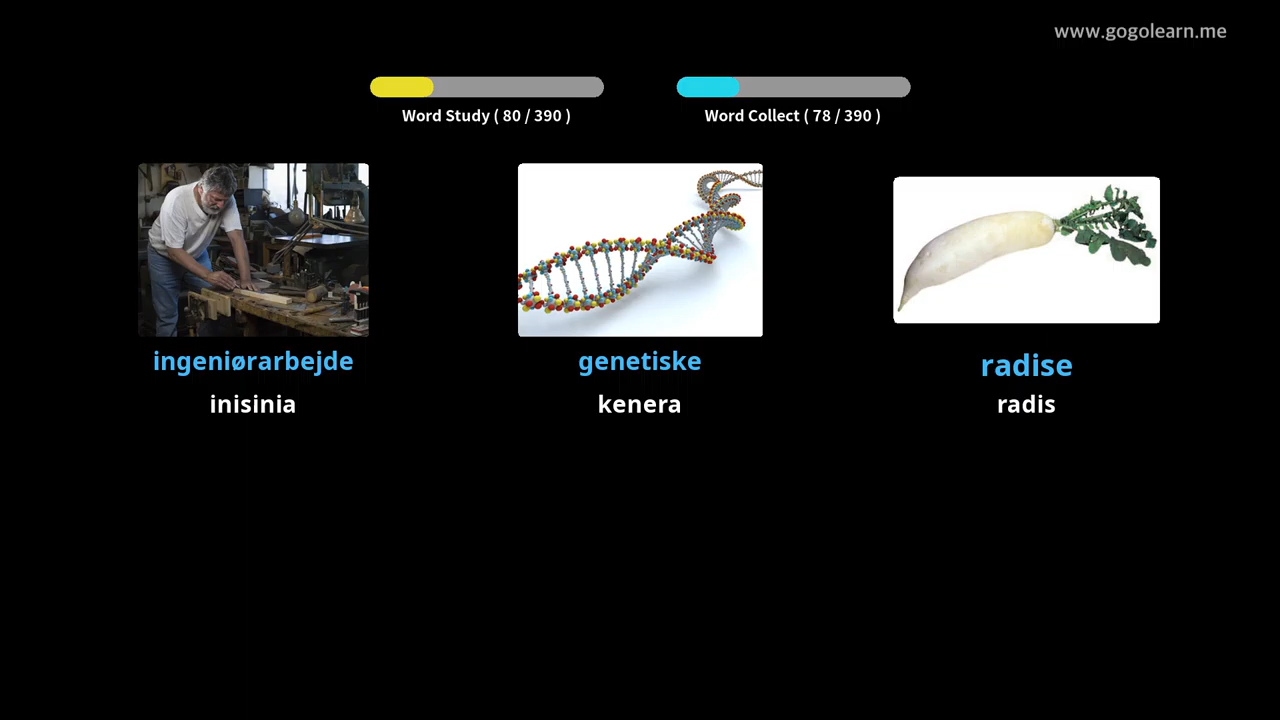 www.gogolearn.me
Word Study ( 80 / 390 )
Word Collect ( 78 / 390 )
ingeniørarbejde
genetiske
radise
inisinia
kenera
radis